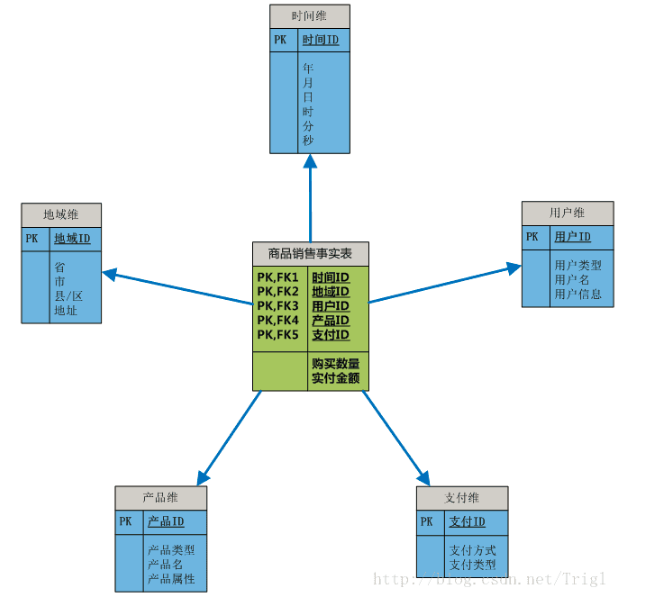 时间维
PK 时间ID
年
月
日
时
分
秒
地域维
PK 地域ID
省
市
县/区
地址
商品销售事实表
PK,FK1 时间ID
PK,FK2 地域ID
PK,FK3 用户ID
PK,FK4 产品ID
PK,FK5 支付ID
购买数量
实付金额
用户维
PK 用户ID
用户类型
用户名
用户信息
产品维
PK 产品ID
产品类型
产品名
产品属性
支付维
PK 支付ID
支付方式
支付类型
http://blog.csdn.net/Trigl